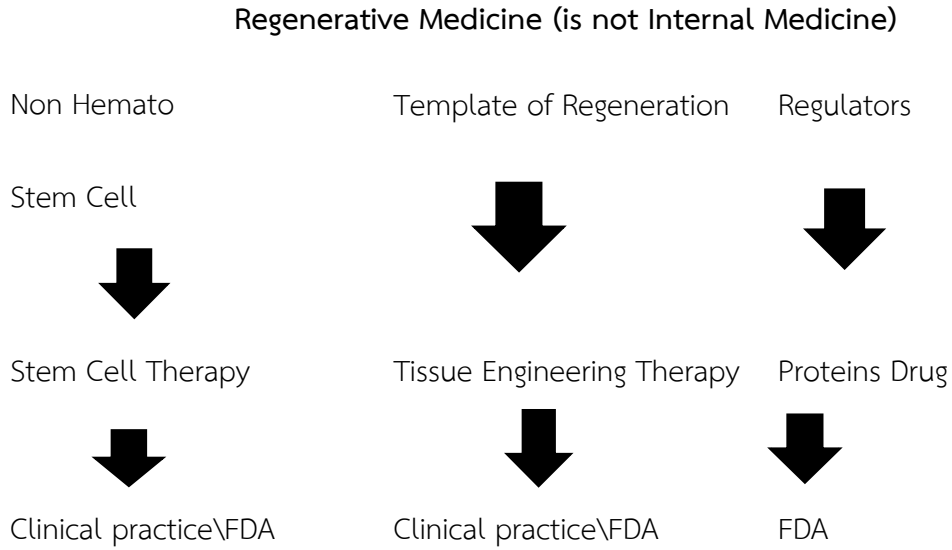 Regenerative Medicine (is not Internal Medicine)
Non Hemato Template of Regeneration Regulators
Stem Cell
Stem Cell Therapy Tissue Engineering Therapy Proteins Drug
Clinical practice\FDA Clinical practice\FDA FDA